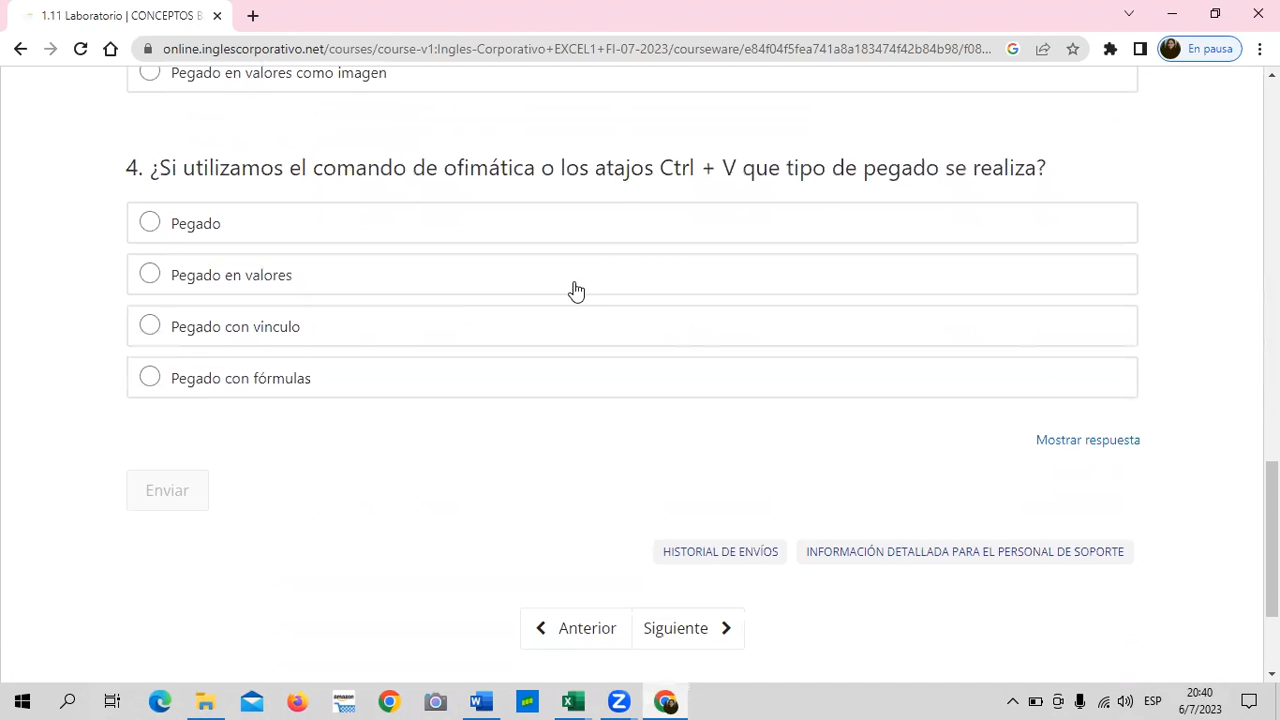 1.11 Laboratorio | CONCEPTOS B
online.inglescorporativo.net/courses/course-v1:Ingles-Corporativo+EXCEL1+FI-07-2023/courseware/e84f04f5fea741a8a183474f42b84b98/f08...
En pausa
Pegado en valores como imagen
4. ¿Si utilizamos el comando de ofimática o los atajos Ctrl + V que tipo de pegado se realiza?
Pegado
Pegado en valores
Pegado con vinculo
Pegado con fórmulas
Mostrar respuesta
Enviar
HISTORIAL DE ENVÍOS
INFORMACIÓN DETALLADA PARA EL PERSONAL DE SOPORTE
Anterior
Siguiente
ESP
20:40
6/7/2023